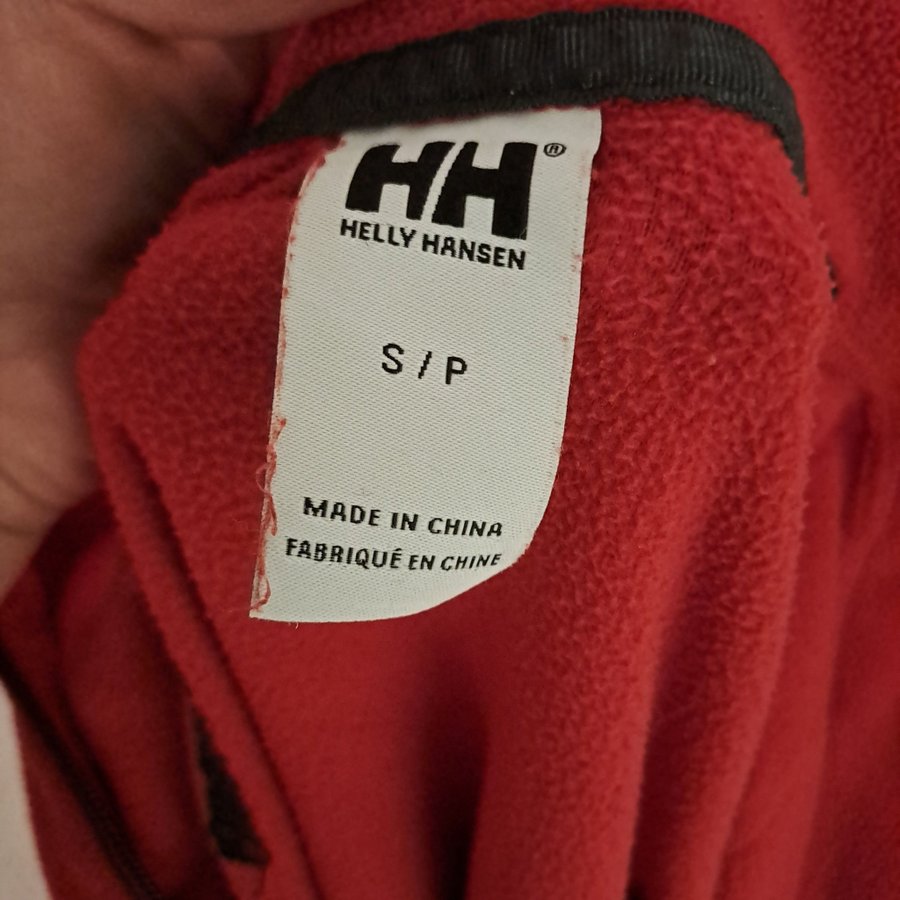 HH®
HELLY HANSEN
S / P
MADE IN CHINA
FABRIQUÉ EN CHINE